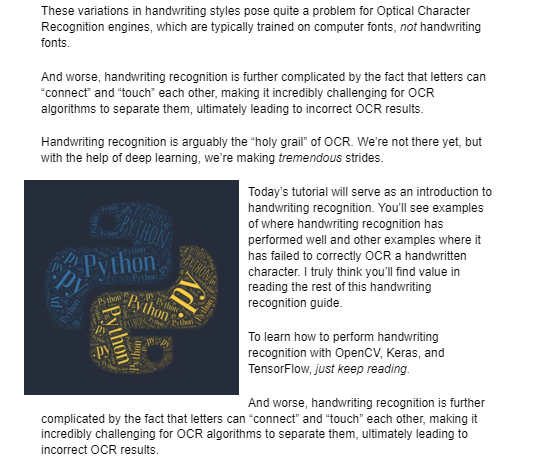 These variations in handwriting styles pose quite a problem for Optical Character
Recognition engines, which are typically trained on computer fonts, not handwriting
fonts.
And worse, handwriting recognition is further complicated by the fact that letters can
“connect” and “touch” each other, making it incredibly challenging for OCR
algorithms to separate them, ultimately leading to incorrect OCR results.
Handwriting recognition is arguably the “holy grail” of OCR. We’re not there yet, but
with the help of deep learning, we’re making tremendous strides.
PYTHON
Python
Python
.py
.py
Python
Python
Python
Today’s tutorial will serve as an introduction to
handwriting recognition. You’ll see examples
of where handwriting recognition has
performed well and other examples where it
has failed to correctly OCR a handwritten
character. I truly think you’ll find value in
reading the rest of this handwriting
recognition guide.
To learn how to perform handwriting
recognition with OpenCV, Keras, and
TensorFlow, just keep reading.
And worse, handwriting recognition is further
complicated by the fact that letters can “connect” and “touch” each other, making it
incredibly challenging for OCR algorithms to separate them, ultimately leading to
incorrect OCR results.